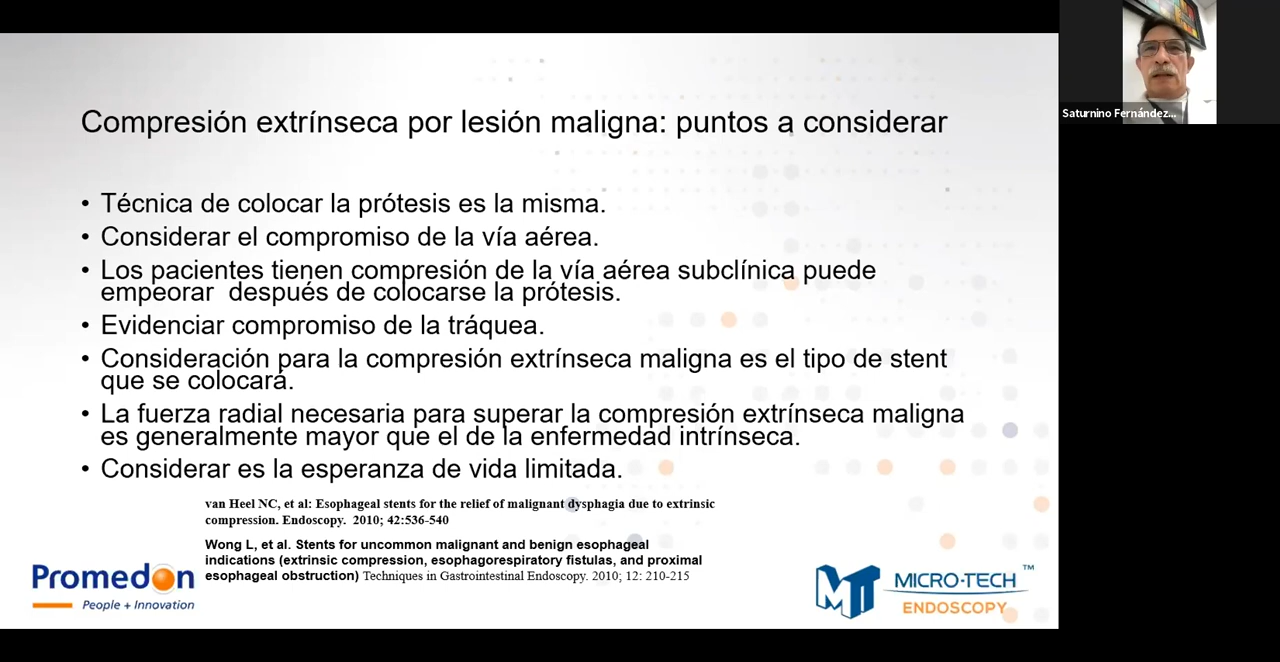 Compresión extrínseca por lesión maligna: puntos a considerar
• Técnica de colocar la prótesis es la misma.
• Considerar el compromiso de la vía aérea.
• Los pacientes tienen compresión de la vía aérea subclínica puede
empeorar después de colocarse la prótesis.
• Evidenciar compromiso de la tráquea.
• Consideración para la compresión extrínseca maligna es el tipo de stent
que se colocará.
• La fuerza radial necesaria para superar la compresión extrínseca maligna
es generalmente mayor que el de la enfermedad intrínseca.
• Considerar es la esperanza de vida limitada.
van Heel NC, et al: Esophageal stents for the relief of malignant dysphagia due to extrinsic
compression. Endoscopy. 2010; 42:536-540
Wong L, et al. Stents for uncommon malignant and benign esophageal
indications (extrinsic compression, esophagorespiratory fistulas, and proximal
esophageal obstruction) Techniques in Gastrointestinal Endoscopy. 2010; 12: 210-215
Promedon
People + Innovation
MT MICRO-TECH™
ENDOSCOPY
Saturnino Fernández...